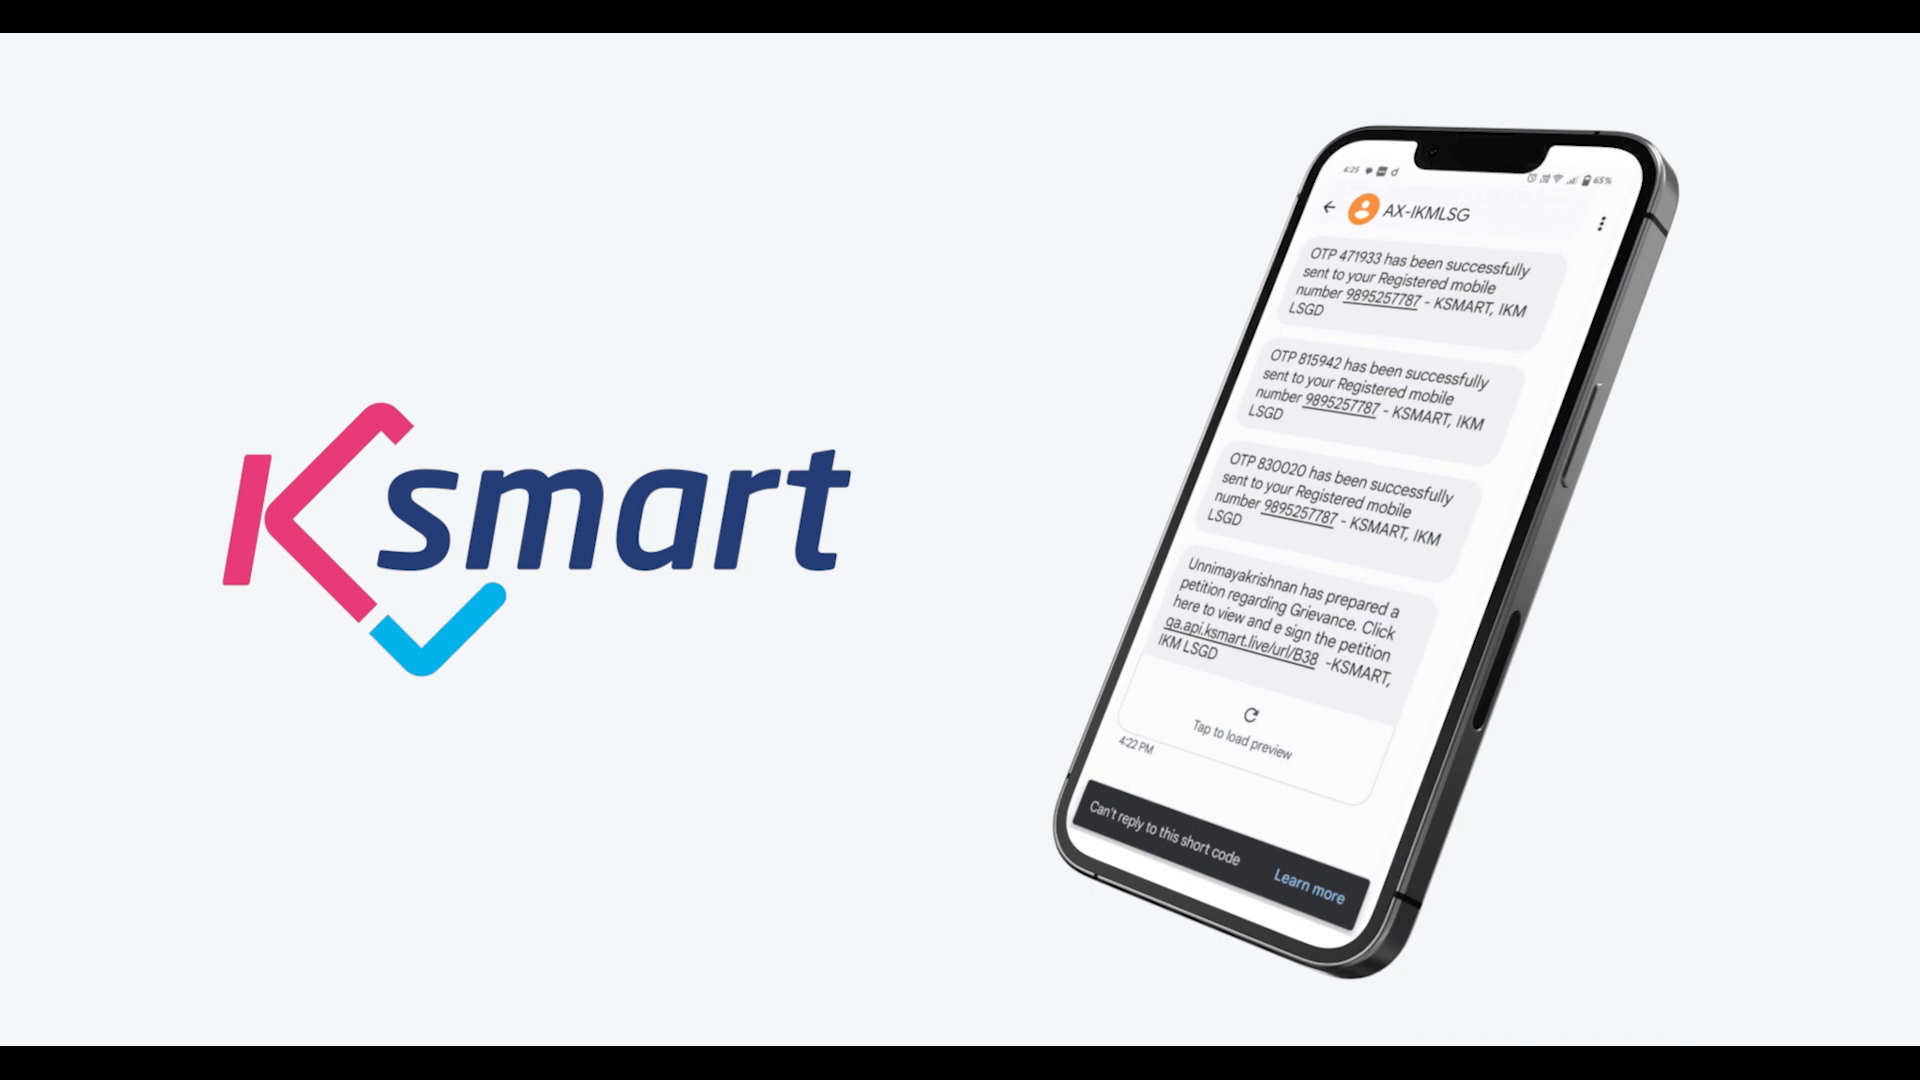 Ksmart
6:25
65%
AX-IKMLSG
OTP 471933 has been successfully
sent to your Registered mobile
number 9895257787 - KSMART, IKM
LSGD
OTP 815942 has been successfully
sent to your Registered mobile
number 9895257787 - KSMART, IKM
LSGD
OTP 830020 has been successfully
sent to your Registered mobile
number 9895257787 - KSMART, IKM
LSGD
Unnimayakrishnan has prepared a
petition regarding Grievance. Click
here to view and e sign the petition
qa.api.ksmart.live/url/B38 -KSMART,
IKM LSGD
Tap to load preview
4:22 PM
Can't reply to this short code
Learn more